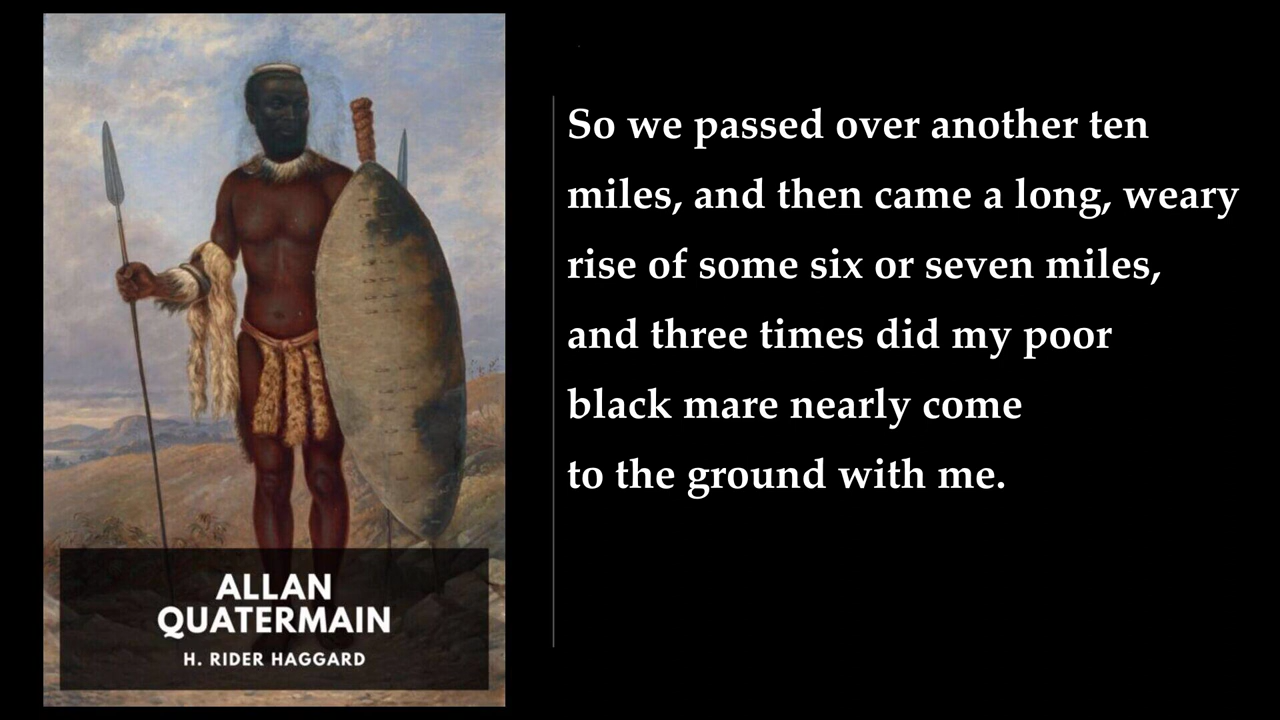 ALLAN
QUATERMAIN
H. RIDER HAGGARD
So we passed over another ten
miles, and then came a long, weary
rise of some six or seven miles,
and three times did my poor
black mare nearly come
to the ground with me.